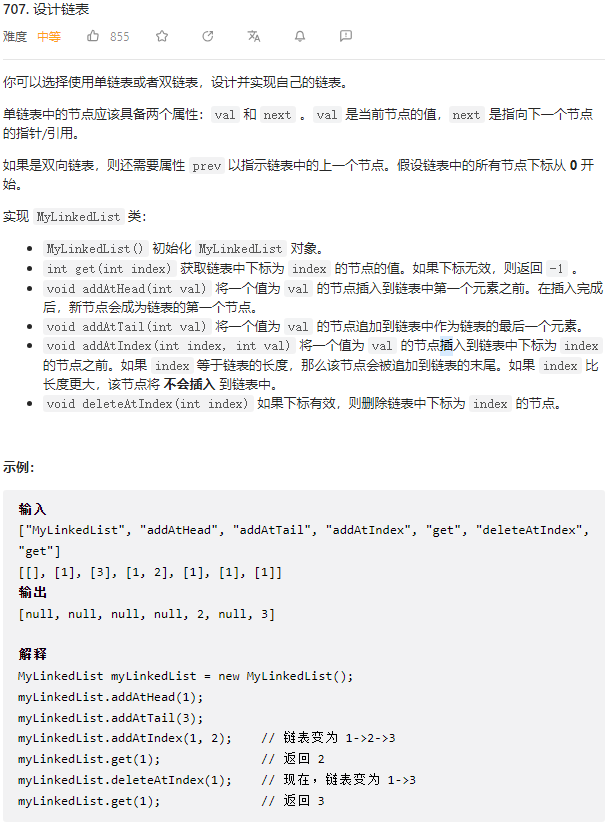 707. 设计链表
难度 中等 855
你可以选择使用单链表或者双链表，设计并实现自己的链表。
单链表中的节点应该具备两个属性：val 和 next 。val 是当前节点的值，next 是指向下一个节点
的指针/引用。
如果是双向链表，则还需要属性 prev 以指示链表中的上一个节点。假设链表中的所有节点下标从 0 开
始。
实现 MyLinkedList 类：
• MyLinkedList() 初始化 MyLinkedList 对象。
• int get(int index) 获取链表中下标为 index 的节点的值。如果下标无效，则返回 -1 。
• void addAtHead(int val) 将一个值为 val 的节点插入到链表中第一个元素之前。在插入完成
后，新节点会成为链表的第一个节点。
• void addAtTail(int val) 将一个值为 val 的节点追加到链表中作为链表的最后一个元素。
• void addAtIndex(int index, int val) 将一个值为 val 的节点插入到链表中下标为 index
的节点之前。如果 index 等于链表的长度，那么该节点会被追加到链表的末尾。如果 index 比
长度更大，该节点将 不会插入 到链表中。
• void deleteAtIndex(int index) 如果下标有效，则删除链表中下标为 index 的节点。
示例：
输入
["MyLinkedList", "addAtHead", "addAtTail", "addAtIndex", "get", "deleteAtIndex",
"get"]
[[], [1], [3], [1, 2], [1], [1], [1]]
输出
[null, null, null, null, 2, null, 3]
解释
MyLinkedList myLinkedList = new MyLinkedList();
myLinkedList.addAtHead(1);
myLinkedList.addAtTail(3);
myLinkedList.addAtIndex(1, 2);    // 链表变为 1->2->3
myLinkedList.get(1);              // 返回 2
myLinkedList.deleteAtIndex(1);    // 现在，链表变为 1->3
myLinkedList.get(1);              // 返回 3